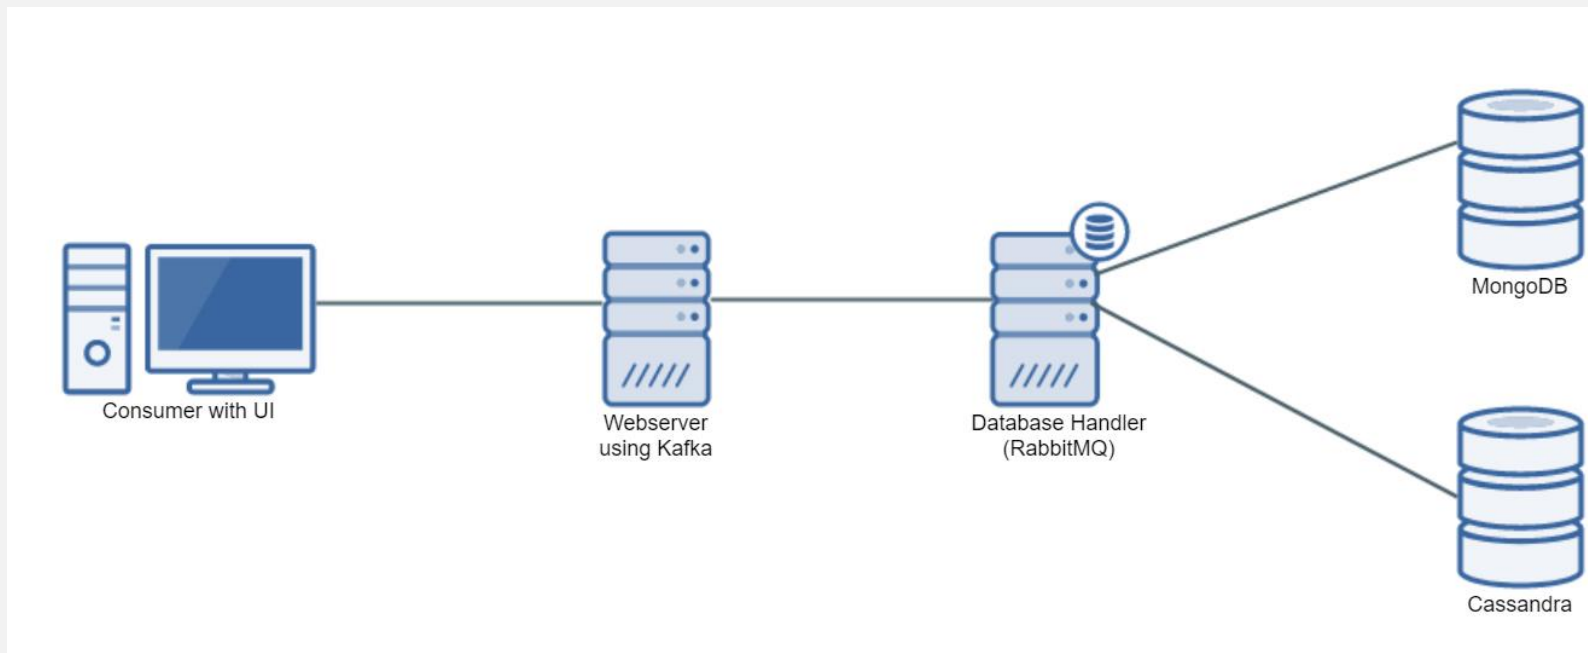 Consumer with UI
Webserver
using Kafka
Database Handler
(RabbitMQ)
MongoDB
Cassandra